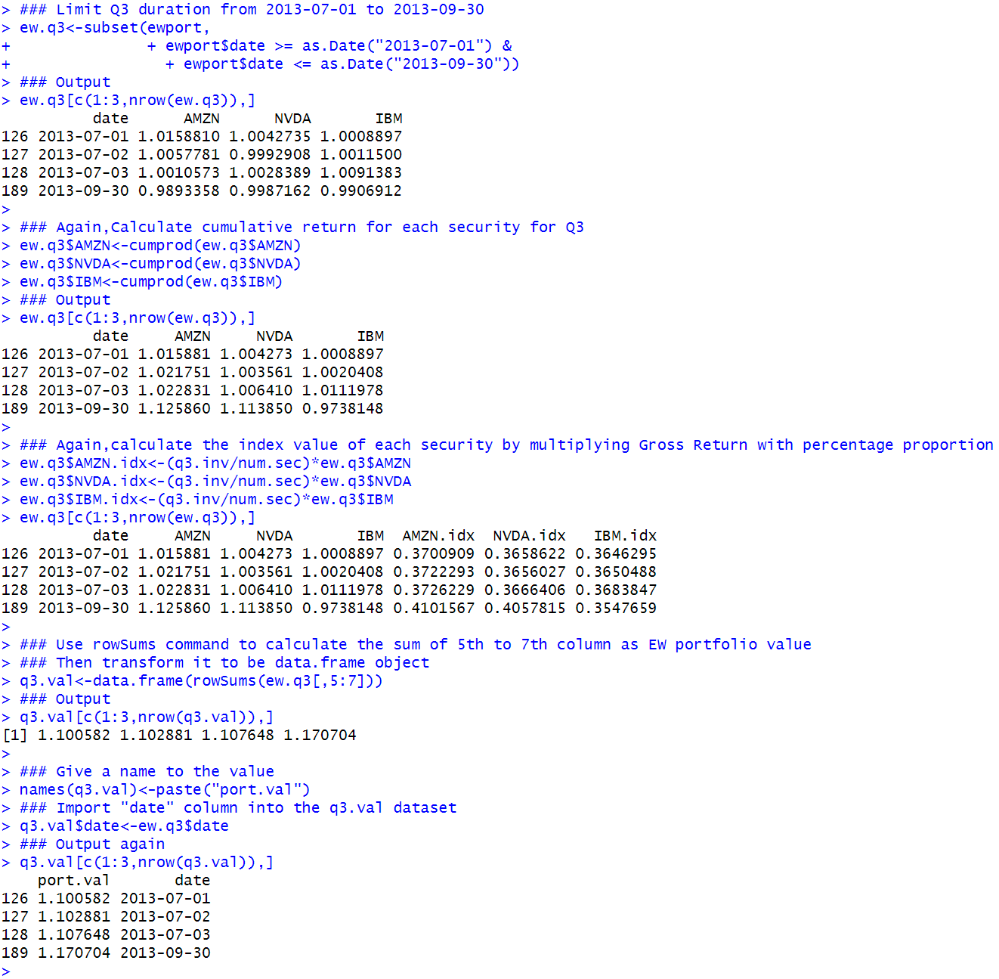 > ### Limit Q3 duration from 2013-07-01 to 2013-09-30
> ew.q3<-subset(ewport,
+               + ewport$date >= as.Date("2013-07-01") &
+                 + ewport$date <= as.Date("2013-09-30"))
> ### Output
> ew.q3[c(1:3,nrow(ew.q3)),]
          date      AMZN      NVDA       IBM
126 2013-07-01 1.0158810 1.0042735 1.0008897
127 2013-07-02 1.0057781 0.9992908 1.0011500
128 2013-07-03 1.0010573 1.0028389 1.0091383
189 2013-09-30 0.9893358 0.9987162 0.9906912
>
> ### Again,Calculate cumulative return for each security for Q3
> ew.q3$AMZN<-cumprod(ew.q3$AMZN)
> ew.q3$NVDA<-cumprod(ew.q3$NVDA)
> ew.q3$IBM<-cumprod(ew.q3$IBM)
> ### Output
> ew.q3[c(1:3,nrow(ew.q3)),]
          date     AMZN     NVDA       IBM
126 2013-07-01 1.015881 1.004273 1.0008897
127 2013-07-02 1.021751 1.003561 1.0020408
128 2013-07-03 1.022831 1.006410 1.0111978
189 2013-09-30 1.125860 1.113850 0.9738148
>
> ### Again,calculate the index value of each security by multiplying Gross Return with percentage proportion
> ew.q3$AMZN.idx<-(q3.inv/num.sec)*ew.q3$AMZN
> ew.q3$NVDA.idx<-(q3.inv/num.sec)*ew.q3$NVDA
> ew.q3$IBM.idx<-(q3.inv/num.sec)*ew.q3$IBM
> ew.q3[c(1:3,nrow(ew.q3)),]
          date     AMZN     NVDA       IBM  AMZN.idx  NVDA.idx   IBM.idx
126 2013-07-01 1.015881 1.004273 1.0008897 0.3700909 0.3658622 0.3646295
127 2013-07-02 1.021751 1.003561 1.0020408 0.3722293 0.3656027 0.3650488
128 2013-07-03 1.022831 1.006410 1.0111978 0.3726229 0.3666406 0.3683847
189 2013-09-30 1.125860 1.113850 0.9738148 0.4101567 0.4057815 0.3547659
>
> ### Use rowSums command to calculate the sum of 5th to 7th column as EW portfolio value
> ### Then transform it to be data.frame object
> q3.val<-data.frame(rowSums(ew.q3[,5:7]))
> ### Output
> q3.val[c(1:3,nrow(q3.val)),]
[1] 1.100582 1.102881 1.107648 1.170704
>
> ### Give a name to the value
> names(q3.val)<-paste("port.val")
> ### Import "date" column into the q3.val dataset
> q3.val$date<-ew.q3$date
> ### Output again
> q3.val[c(1:3,nrow(q3.val)),]
    port.val       date
126 1.100582 2013-07-01
127 1.102881 2013-07-02
128 1.107648 2013-07-03
189 1.170704 2013-09-30
>